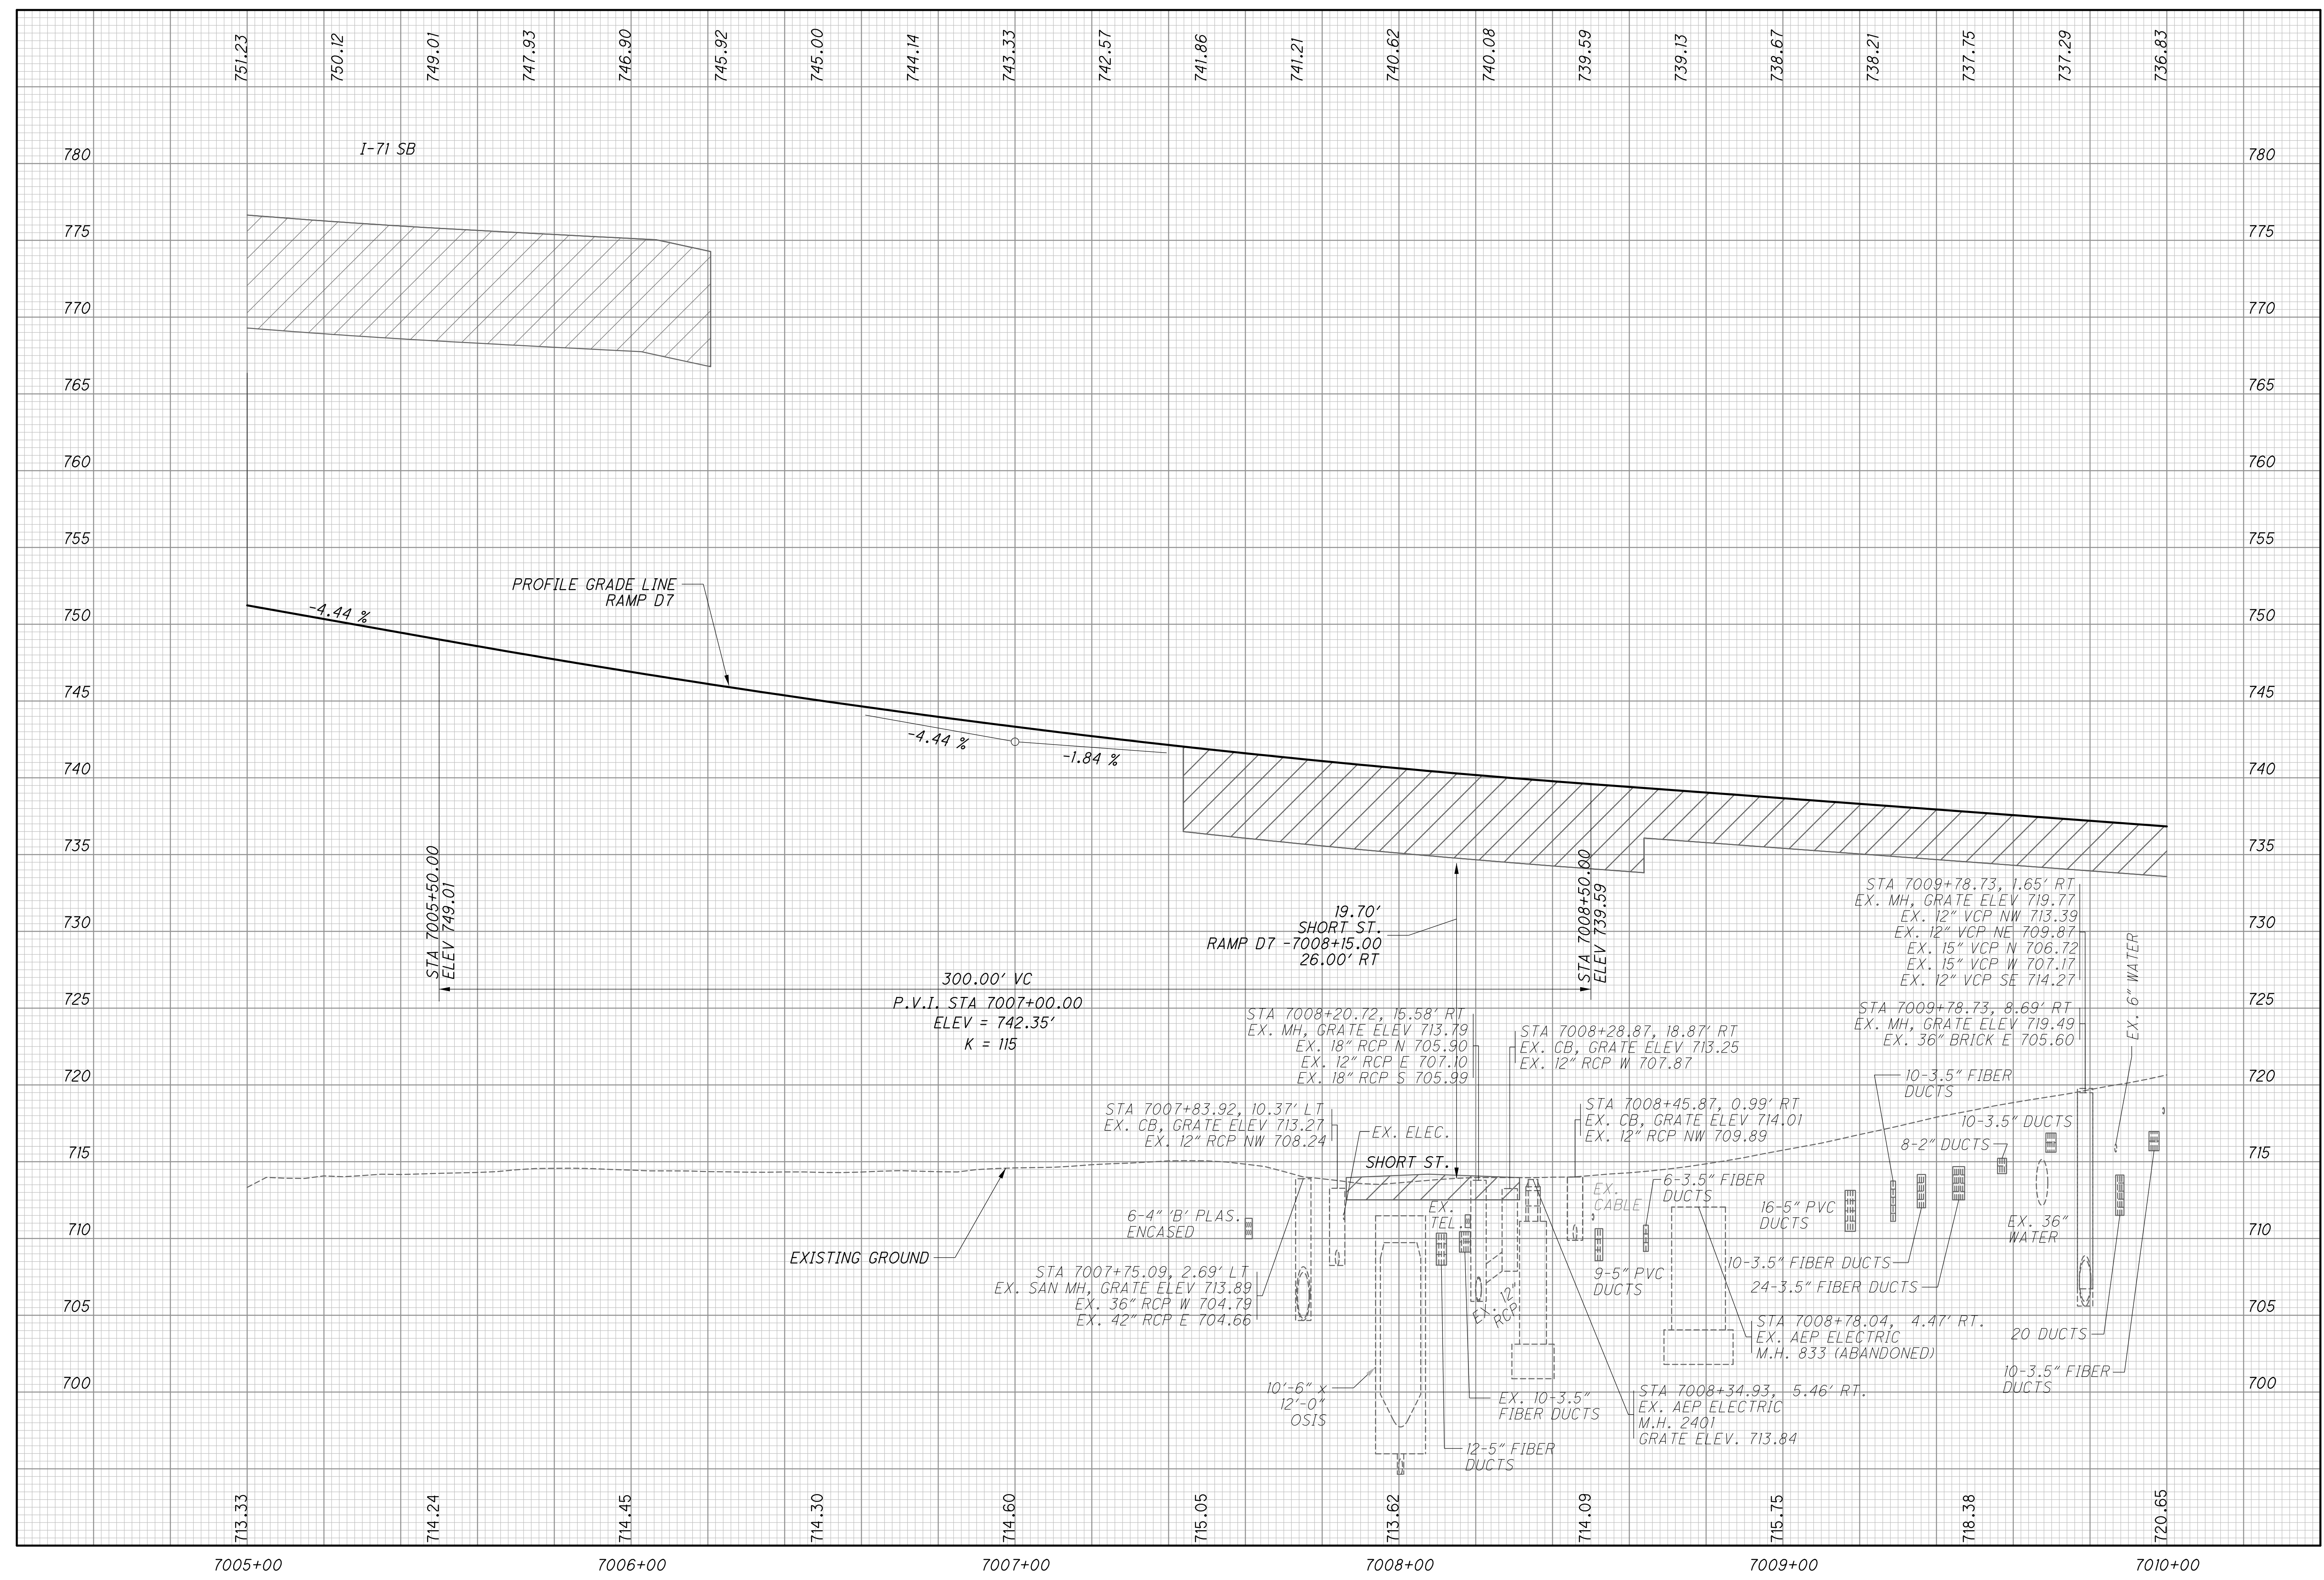 751.23
750.12
749.01
747.93
746.90
745.92
745.00
744.14
743.33
742.57
741.86
741.21
740.62
740.08
739.59
739.13
738.67
738.21
737.75
737.29
736.83
I-71 SB
780
780
775
775
770
770
765
765
760
760
755
755
750
750
745
745
740
740
735
735
730
730
725
725
720
720
715
715
710
710
705
705
700
700
PROFILE GRADE LINE
RAMP D7
-4.44 %
-4.44 %
-1.84 %
STA 7005+50.00
ELEV 749.01
300.00' VC
P.V.I. STA 7007+00.00
ELEV = 742.35'
K = 115
19.70'
SHORT ST.
RAMP D7 -7008+15.00
26.00' RT
STA 7008+50.00
ELEV 739.59
STA 7009+78.73, 1.65' RT
EX. MH, GRATE ELEV 719.77
EX. 12" VCP NW 713.39
EX. 12" VCP NE 709.87
EX. 15" VCP N 706.72
EX. 15" VCP W 707.17
EX. 12" VCP SE 714.27
STA 7009+78.73, 8.69' RT
EX. MH, GRATE ELEV 719.49
EX. 36" BRICK E 705.60
EX. 6" WATER
STA 7008+20.72, 15.58' RT
EX. MH, GRATE ELEV 713.79
EX. 18" RCP N 705.90
EX. 12" RCP E 707.10
EX. 18" RCP S 705.99
STA 7008+28.87, 18.87' RT
EX. CB, GRATE ELEV 713.25
EX. 12" RCP W 707.87
10-3.5" FIBER
DUCTS
STA 7007+83.92, 10.37' LT
EX. CB, GRATE ELEV 713.27
EX. 12" RCP NW 708.24
EX. ELEC.
STA 7008+45.87, 0.99' RT
EX. CB, GRATE ELEV 714.01
EX. 12" RCP NW 709.89
10-3.5" DUCTS
8-2" DUCTS
SHORT ST.
6-3.5" FIBER
DUCTS
EX.
CABLE
EX.
TEL.
16-5" PVC
DUCTS
EX. 36"
WATER
6-4" 'B' PLAS.
ENCASED
EXISTING GROUND
STA 7007+75.09, 2.69' LT
EX. SAN MH, GRATE ELEV 713.89
EX. 36" RCP W 704.79
EX. 42" RCP E 704.66
EX. 12"
RCP
9-5" PVC
DUCTS
10-3.5" FIBER DUCTS
24-3.5" FIBER DUCTS
STA 7008+78.04, 4.47' RT.
EX. AEP ELECTRIC
M.H. 833 (ABANDONED)
20 DUCTS
10-3.5" FIBER
DUCTS
10'-6" x
12'-0"
OSIS
EX. 10-3.5"
FIBER DUCTS
STA 7008+34.93, 5.46' RT.
EX. AEP ELECTRIC
M.H. 2401
GRATE ELEV. 713.84
12-5" FIBER
DUCTS
713.33
714.24
714.45
714.30
714.60
715.05
713.62
714.09
715.75
718.38
720.65
7005+00
7006+00
7007+00
7008+00
7009+00
7010+00